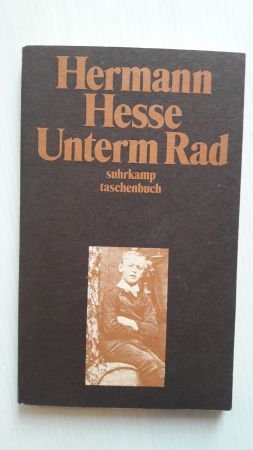 Hermann
Hesse
Unterm Rad
suhrkamp
taschenbuch